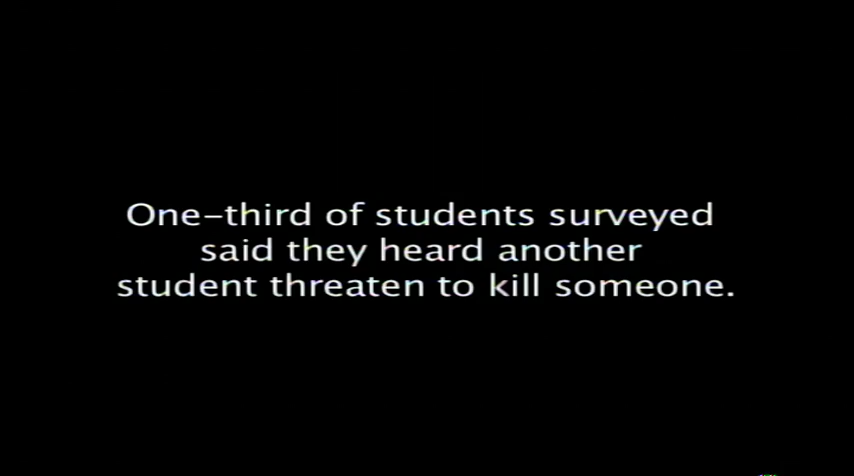 One-third of students surveyed
said they heard another
student threaten to kill someone.